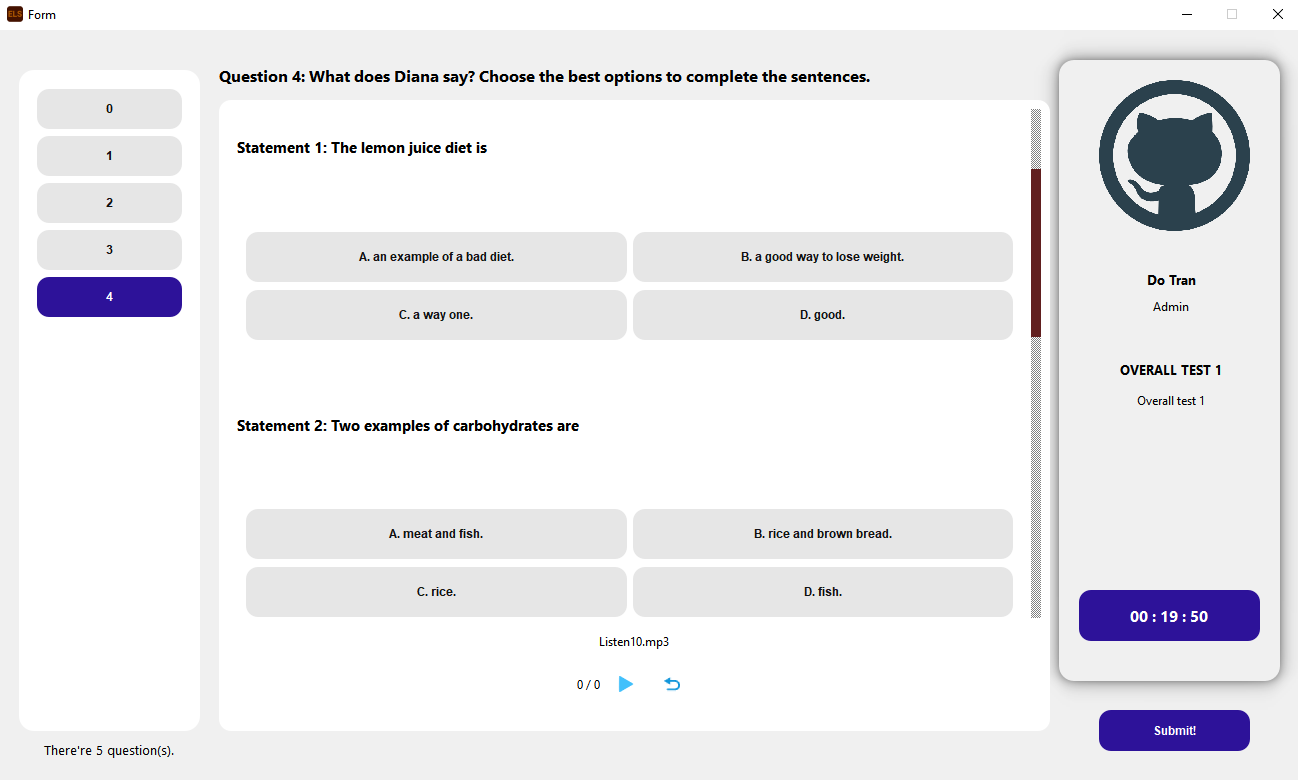 ELS Form
0
1
2
3
4
There're 5 question(s).
Question 4: What does Diana say? Choose the best options to complete the sentences.
Statement 1: The lemon juice diet is
A. an example of a bad diet.
B. a good way to lose weight.
C. a way one.
D. good.
Statement 2: Two examples of carbohydrates are
A. meat and fish.
B. rice and brown bread.
C. rice.
D. fish.
Listen10.mp3
0 / 0
Do Tran
Admin
OVERALL TEST 1
Overall test 1
00 : 19 : 50
Submit!